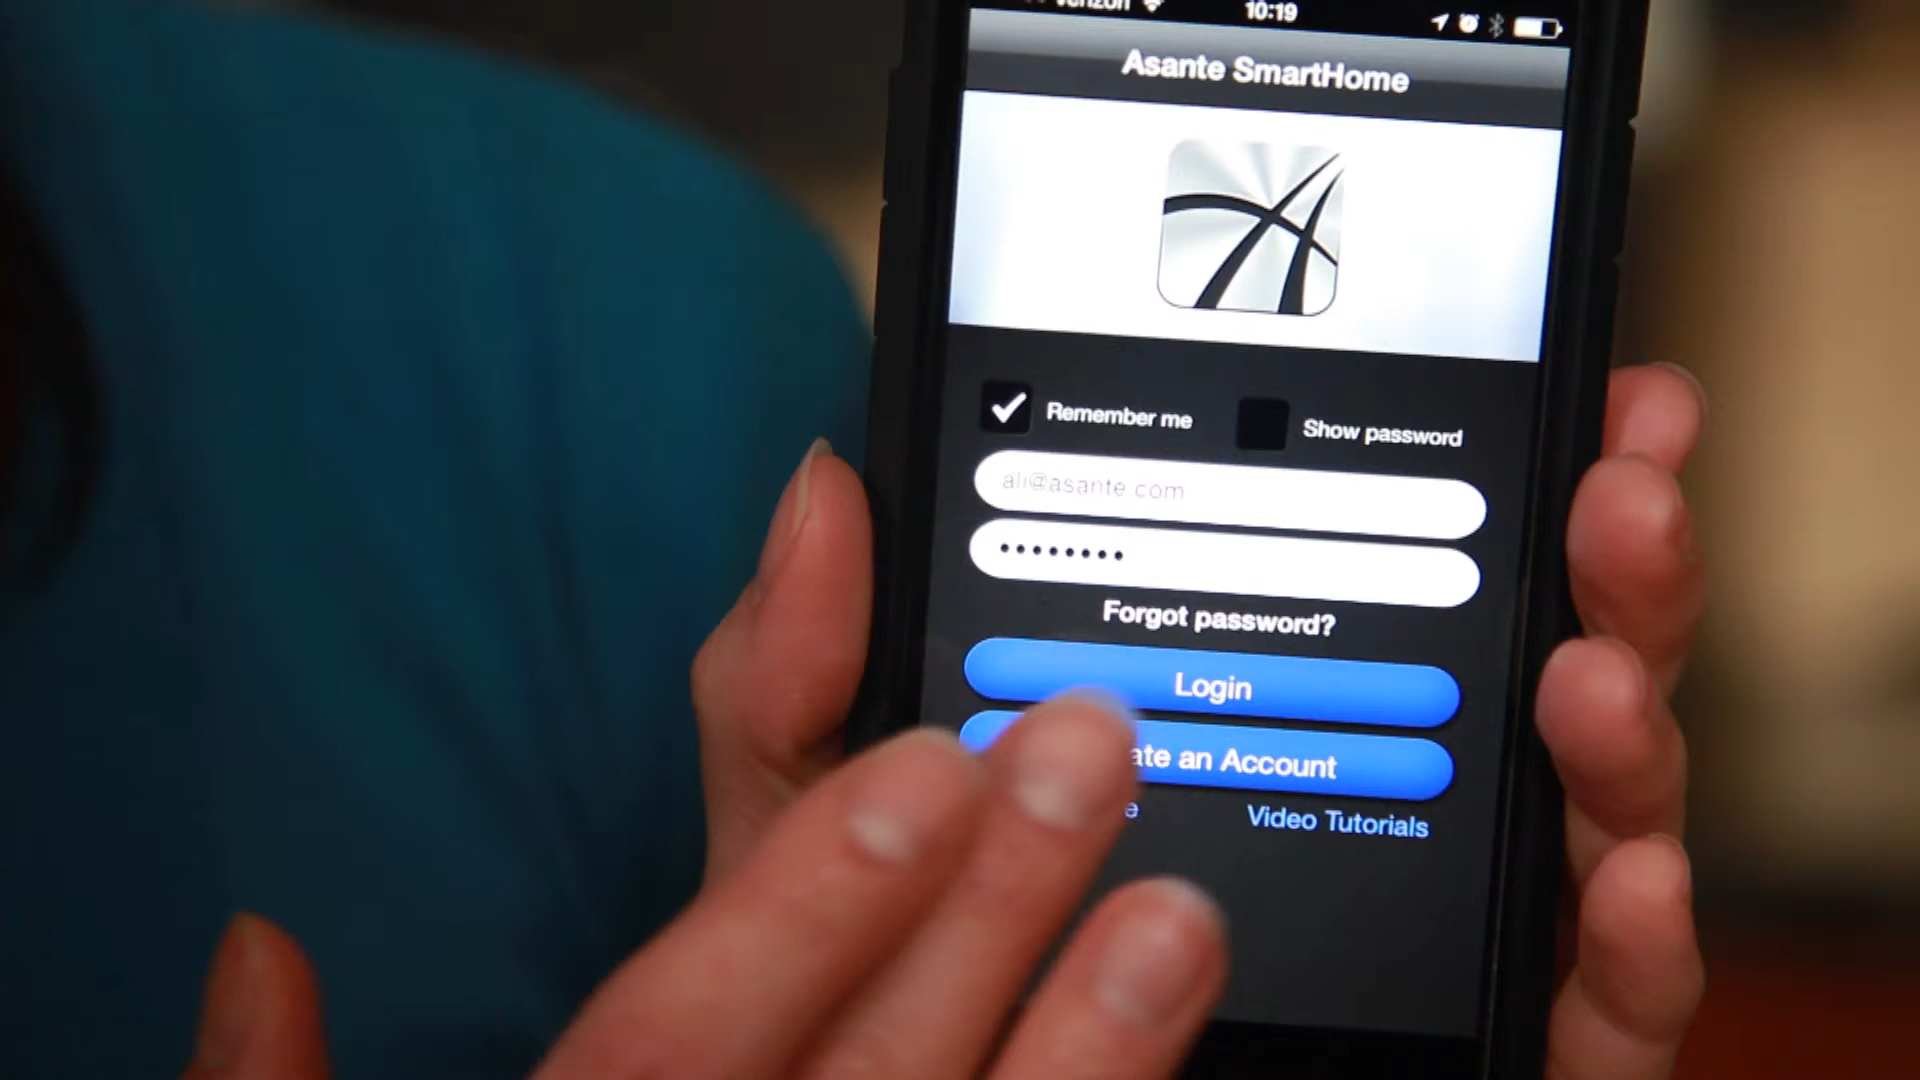 verizon 10:19
Asante SmartHome
Remember me Show password
ali@asante.com
Forgot password?
Login
ate an Account
e Video Tutorials